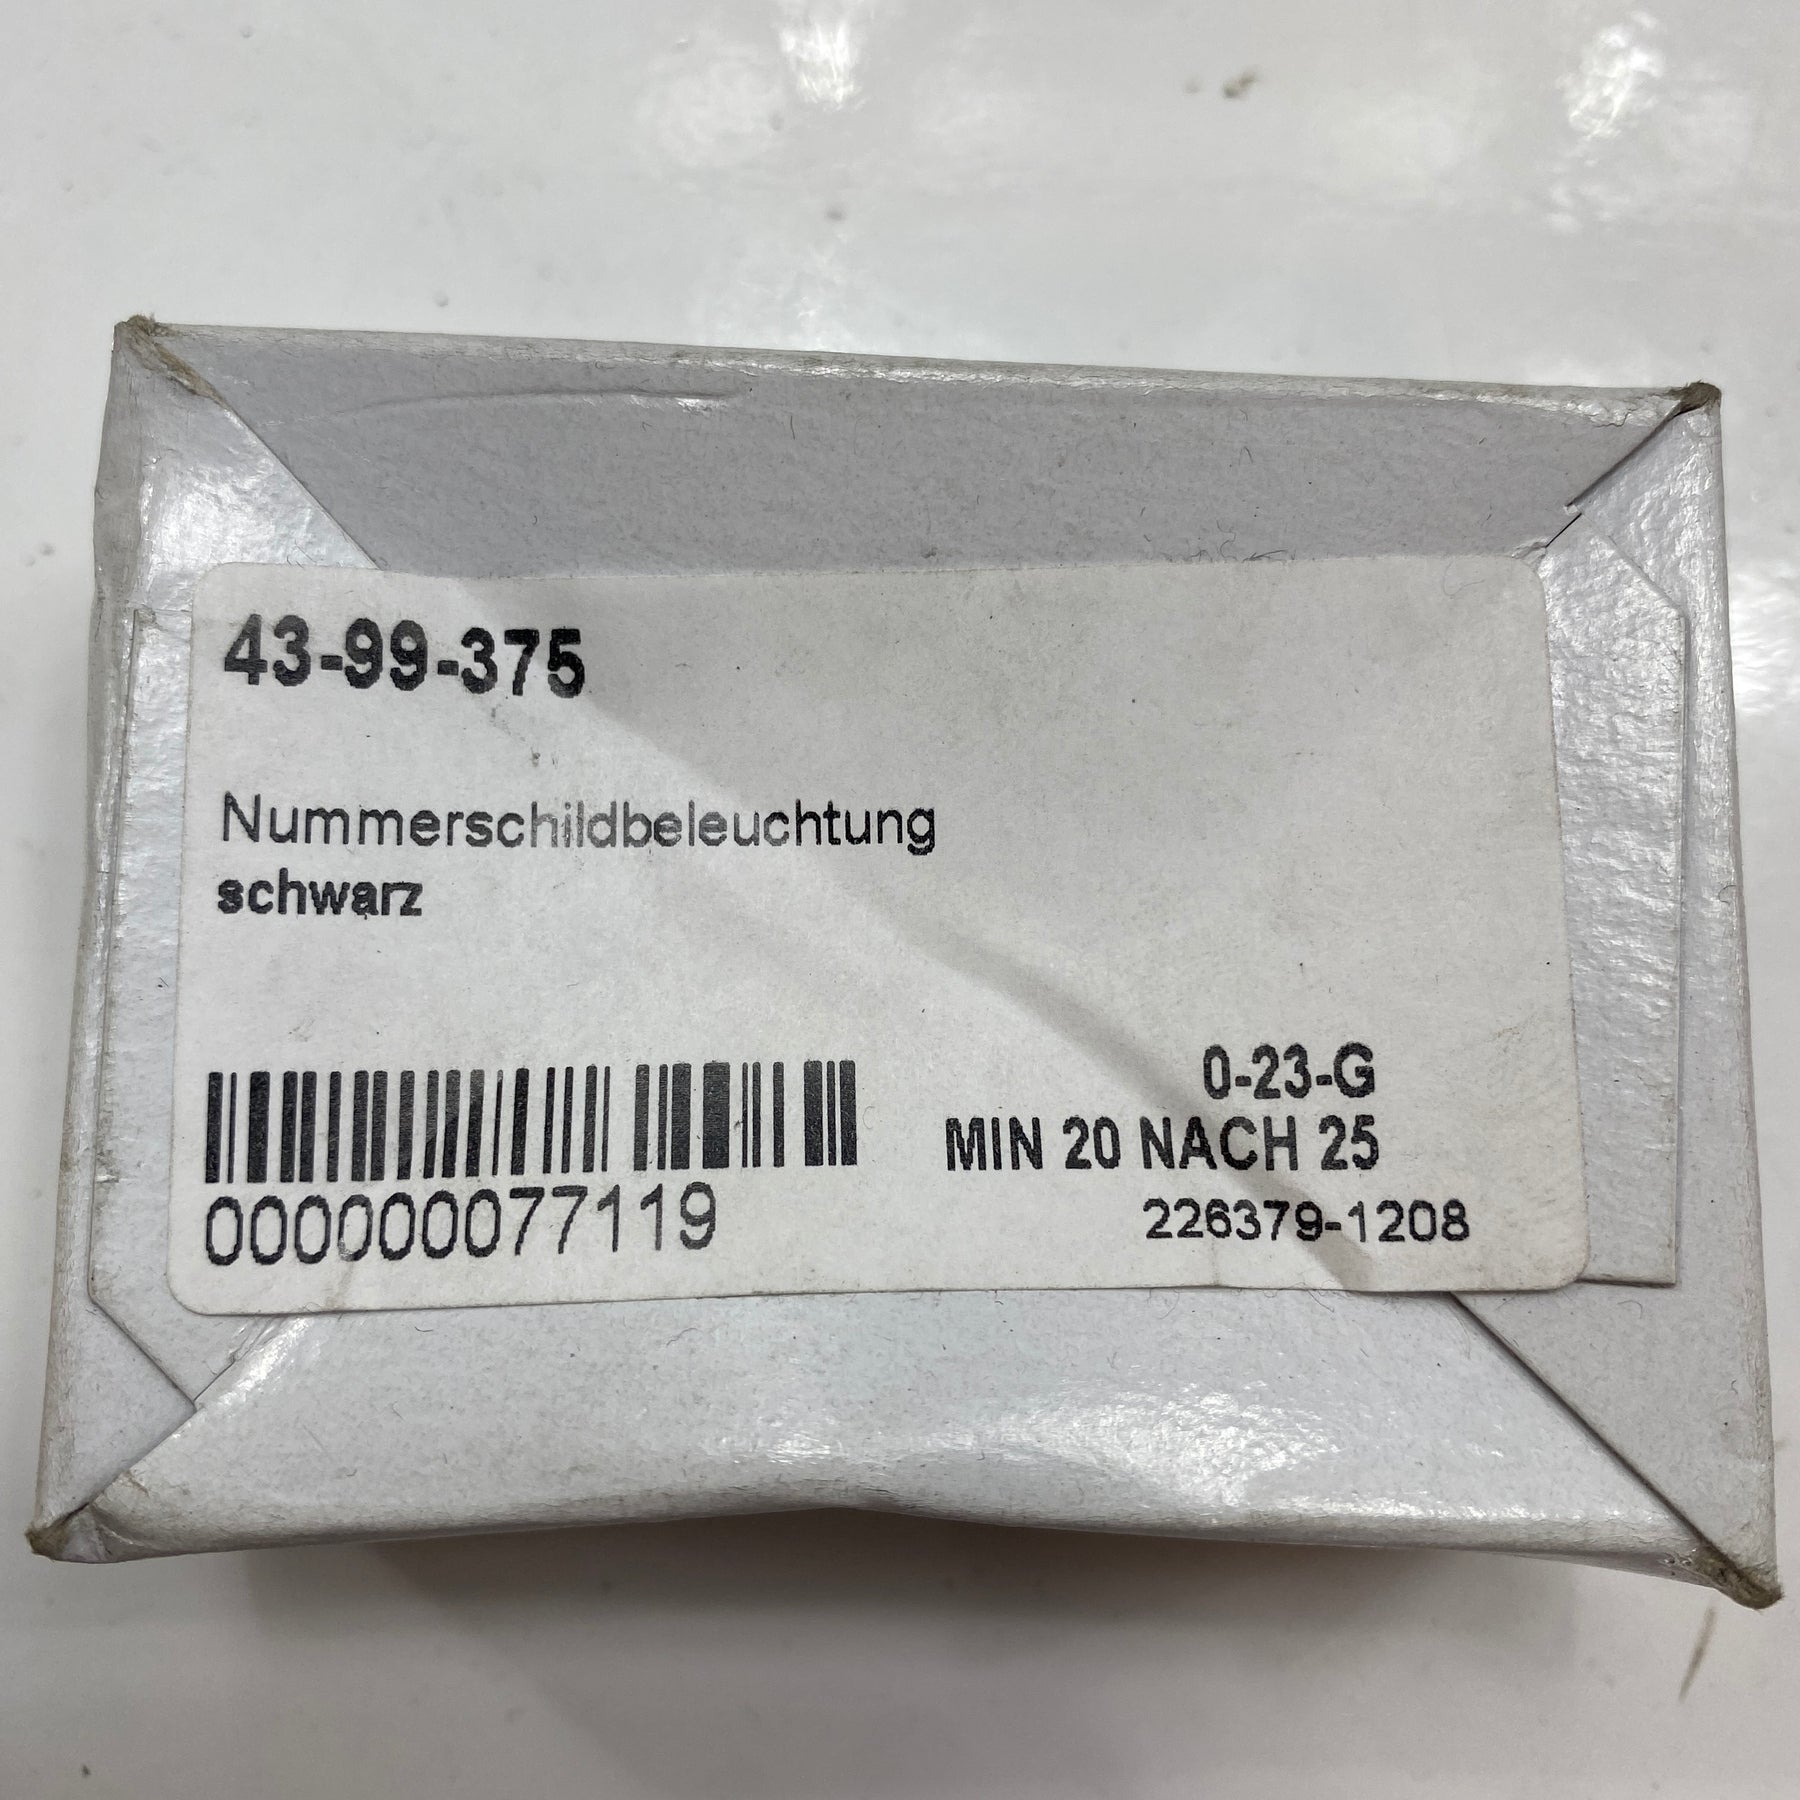 43-99-375
Nummerschildbeleuchtung
schwarz
0-23-G
MIN 20 NACH 25
000000077119
226379-1208